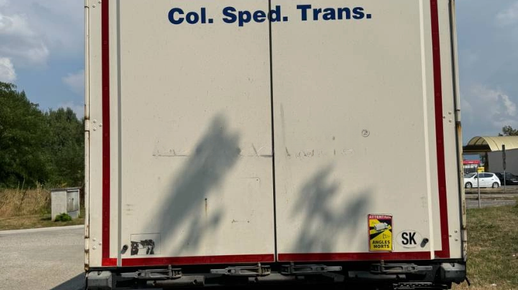 Col. Sped. Trans.
ATTENTION
ANGLES
MORTS
SK